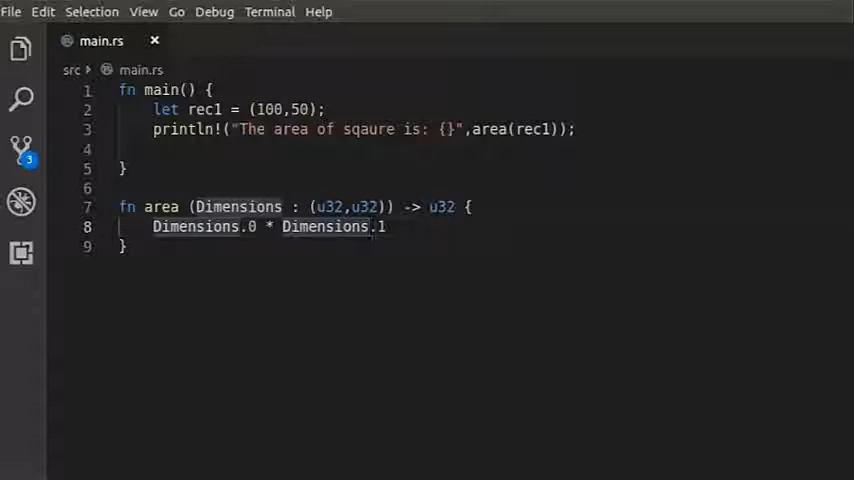 File Edit Selection View Go Debug Terminal Help
main.rs ×
src main.rs
1 fn main() {
2 let rec1 = (100,50);
3 println!("The area of sqaure is: {}",area(rec1));
4
5 }
6
7 fn area (Dimensions : (u32,u32)) -> u32 {
8 Dimensions.0 * Dimensions.1
9 }
3